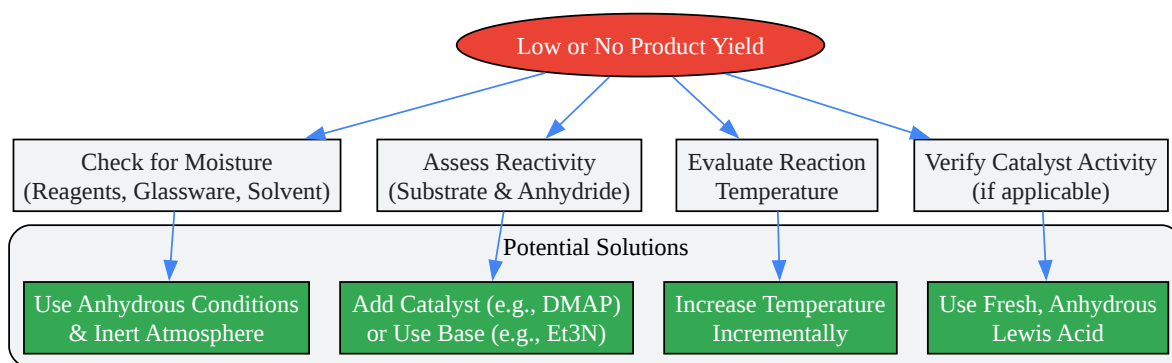 Low or No Product Yield
Check for Moisture
(Reagents, Glassware, Solvent)
Assess Reactivity
(Substrate & Anhydride)
Evaluate Reaction
Temperature
Verify Catalyst Activity
(if applicable)
Potential Solutions
Use Anhydrous Conditions
& Inert Atmosphere
Add Catalyst (e.g., DMAP)
or Use Base (e.g., Et3N)
Increase Temperature
Incrementally
Use Fresh, Anhydrous
Lewis Acid